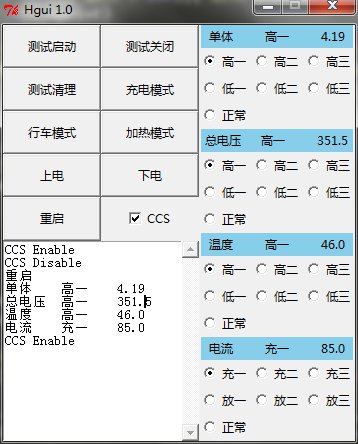 Hgui 1.0
测试启动 测试关闭
测试清理 充电模式
行车模式 加热模式
上电 下电
重启 CCS
CCS Enable
CCS Disable
重启
单体 高一 4.19
总电压 高一 351.5
温度 高一 46.0
电流 充一 85.0
CCS Enable
单体 高一 4.19
高一 高二 高三
低一 低二 低三
正常
总电压 高一 351.5
高一 高二 高三
低一 低二 低三
正常
温度 高一 46.0
高一 高二 高三
低一 低二 低三
正常
电流 充一 85.0
充一 充二 充三
放一 放二 放三
正常